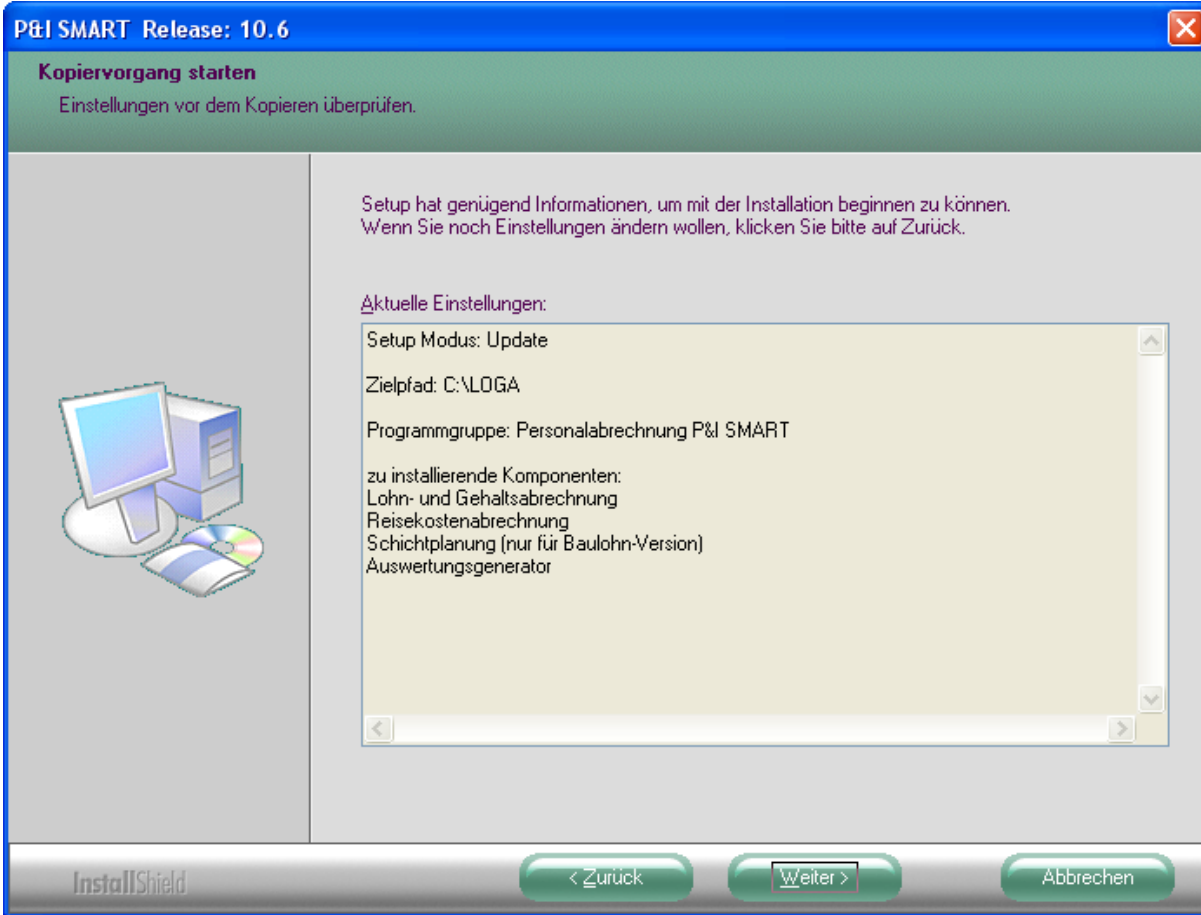 P&I SMART Release: 10.6
Kopiervorgang starten
Einstellungen vor dem Kopieren überprüfen.
Setup hat genügend Informationen, um mit der Installation beginnen zu können.
Wenn Sie noch Einstellungen ändern wollen, klicken Sie bitte auf Zurück.
Aktuelle Einstellungen:
Setup Modus: Update
Zielpfad: C:\LOGA
Programmgruppe: Personalabrechnung P&I SMART
zu installierende Komponenten:
Lohn- und Gehaltsabrechnung
Reisekostenabrechnung
Schichtplanung (nur für Baulohn-Version)
Auswertungsgenerator
InstallShield
< Zurück
Weiter >
Abbrechen